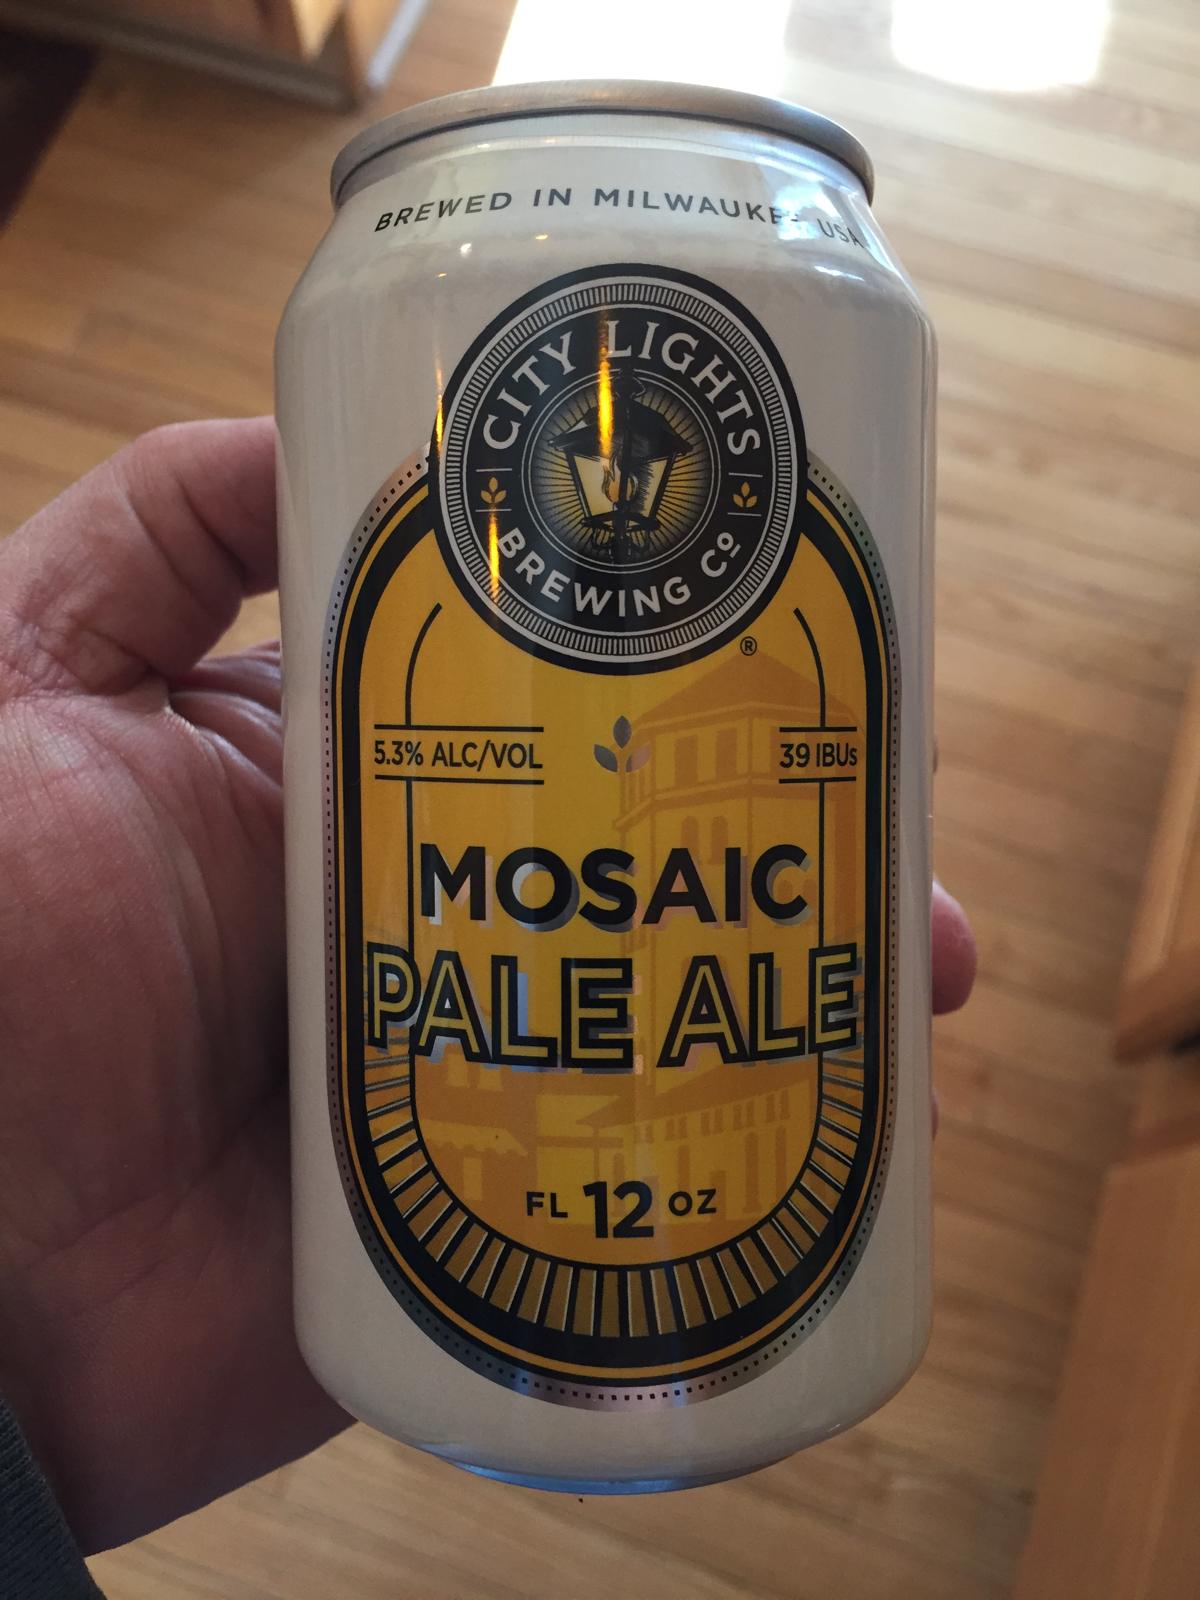 BREWED IN MILWAUKEE USA
CITY LIGHTS
BREWING Co
®
5.3% ALC/VOL
39 IBUs
MOSAIC
PALE ALE
FL 12 OZ